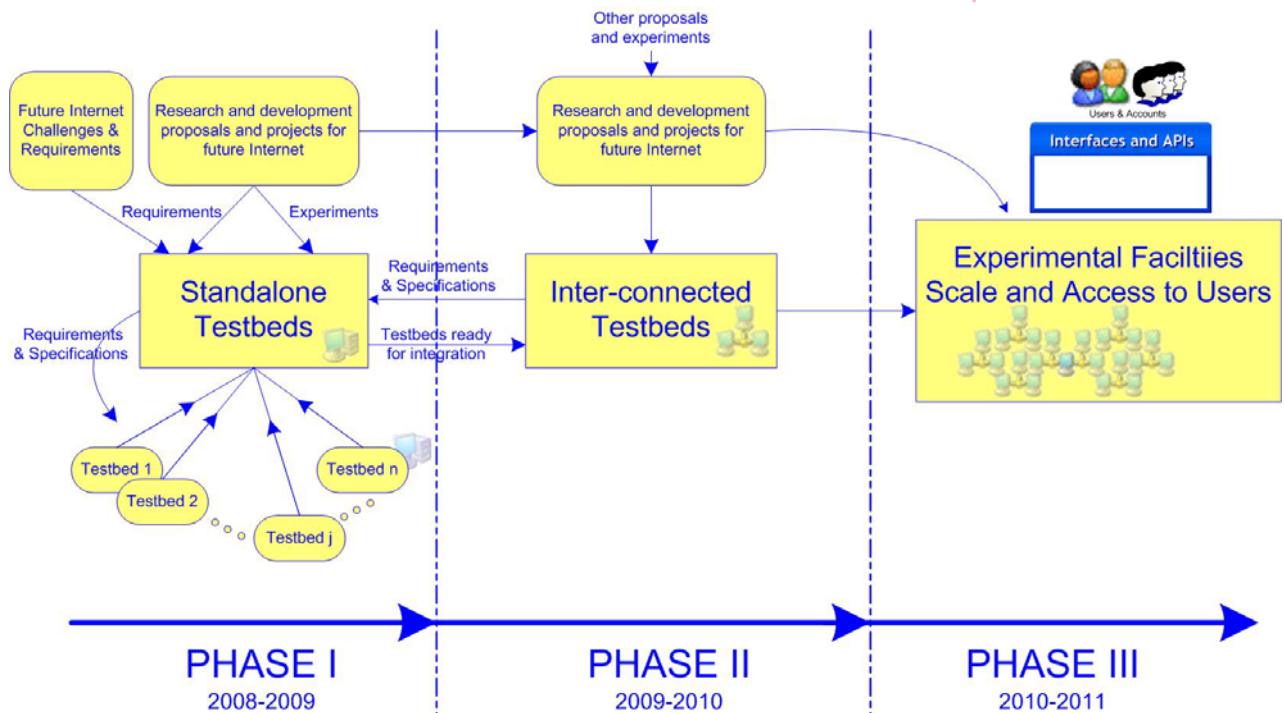 Other proposals
and experiments
Future Internet
Challenges &
Requirements
Research and development
proposals and projects for
future Internet
Research and development
proposals and projects for
future Internet
Users & Accounts
Interfaces and APIs
Requirements
Experiments
Standalone
Testbeds
Requirements
& Specifications
Testbeds ready
for integration
Inter-connected
Testbeds
Experimental Faciltiies
Scale and Access to Users
Requirements
& Specifications
Testbed 1
Testbed 2
Testbed j
Testbed n
PHASE I
2008-2009
PHASE II
2009-2010
PHASE III
2010-2011